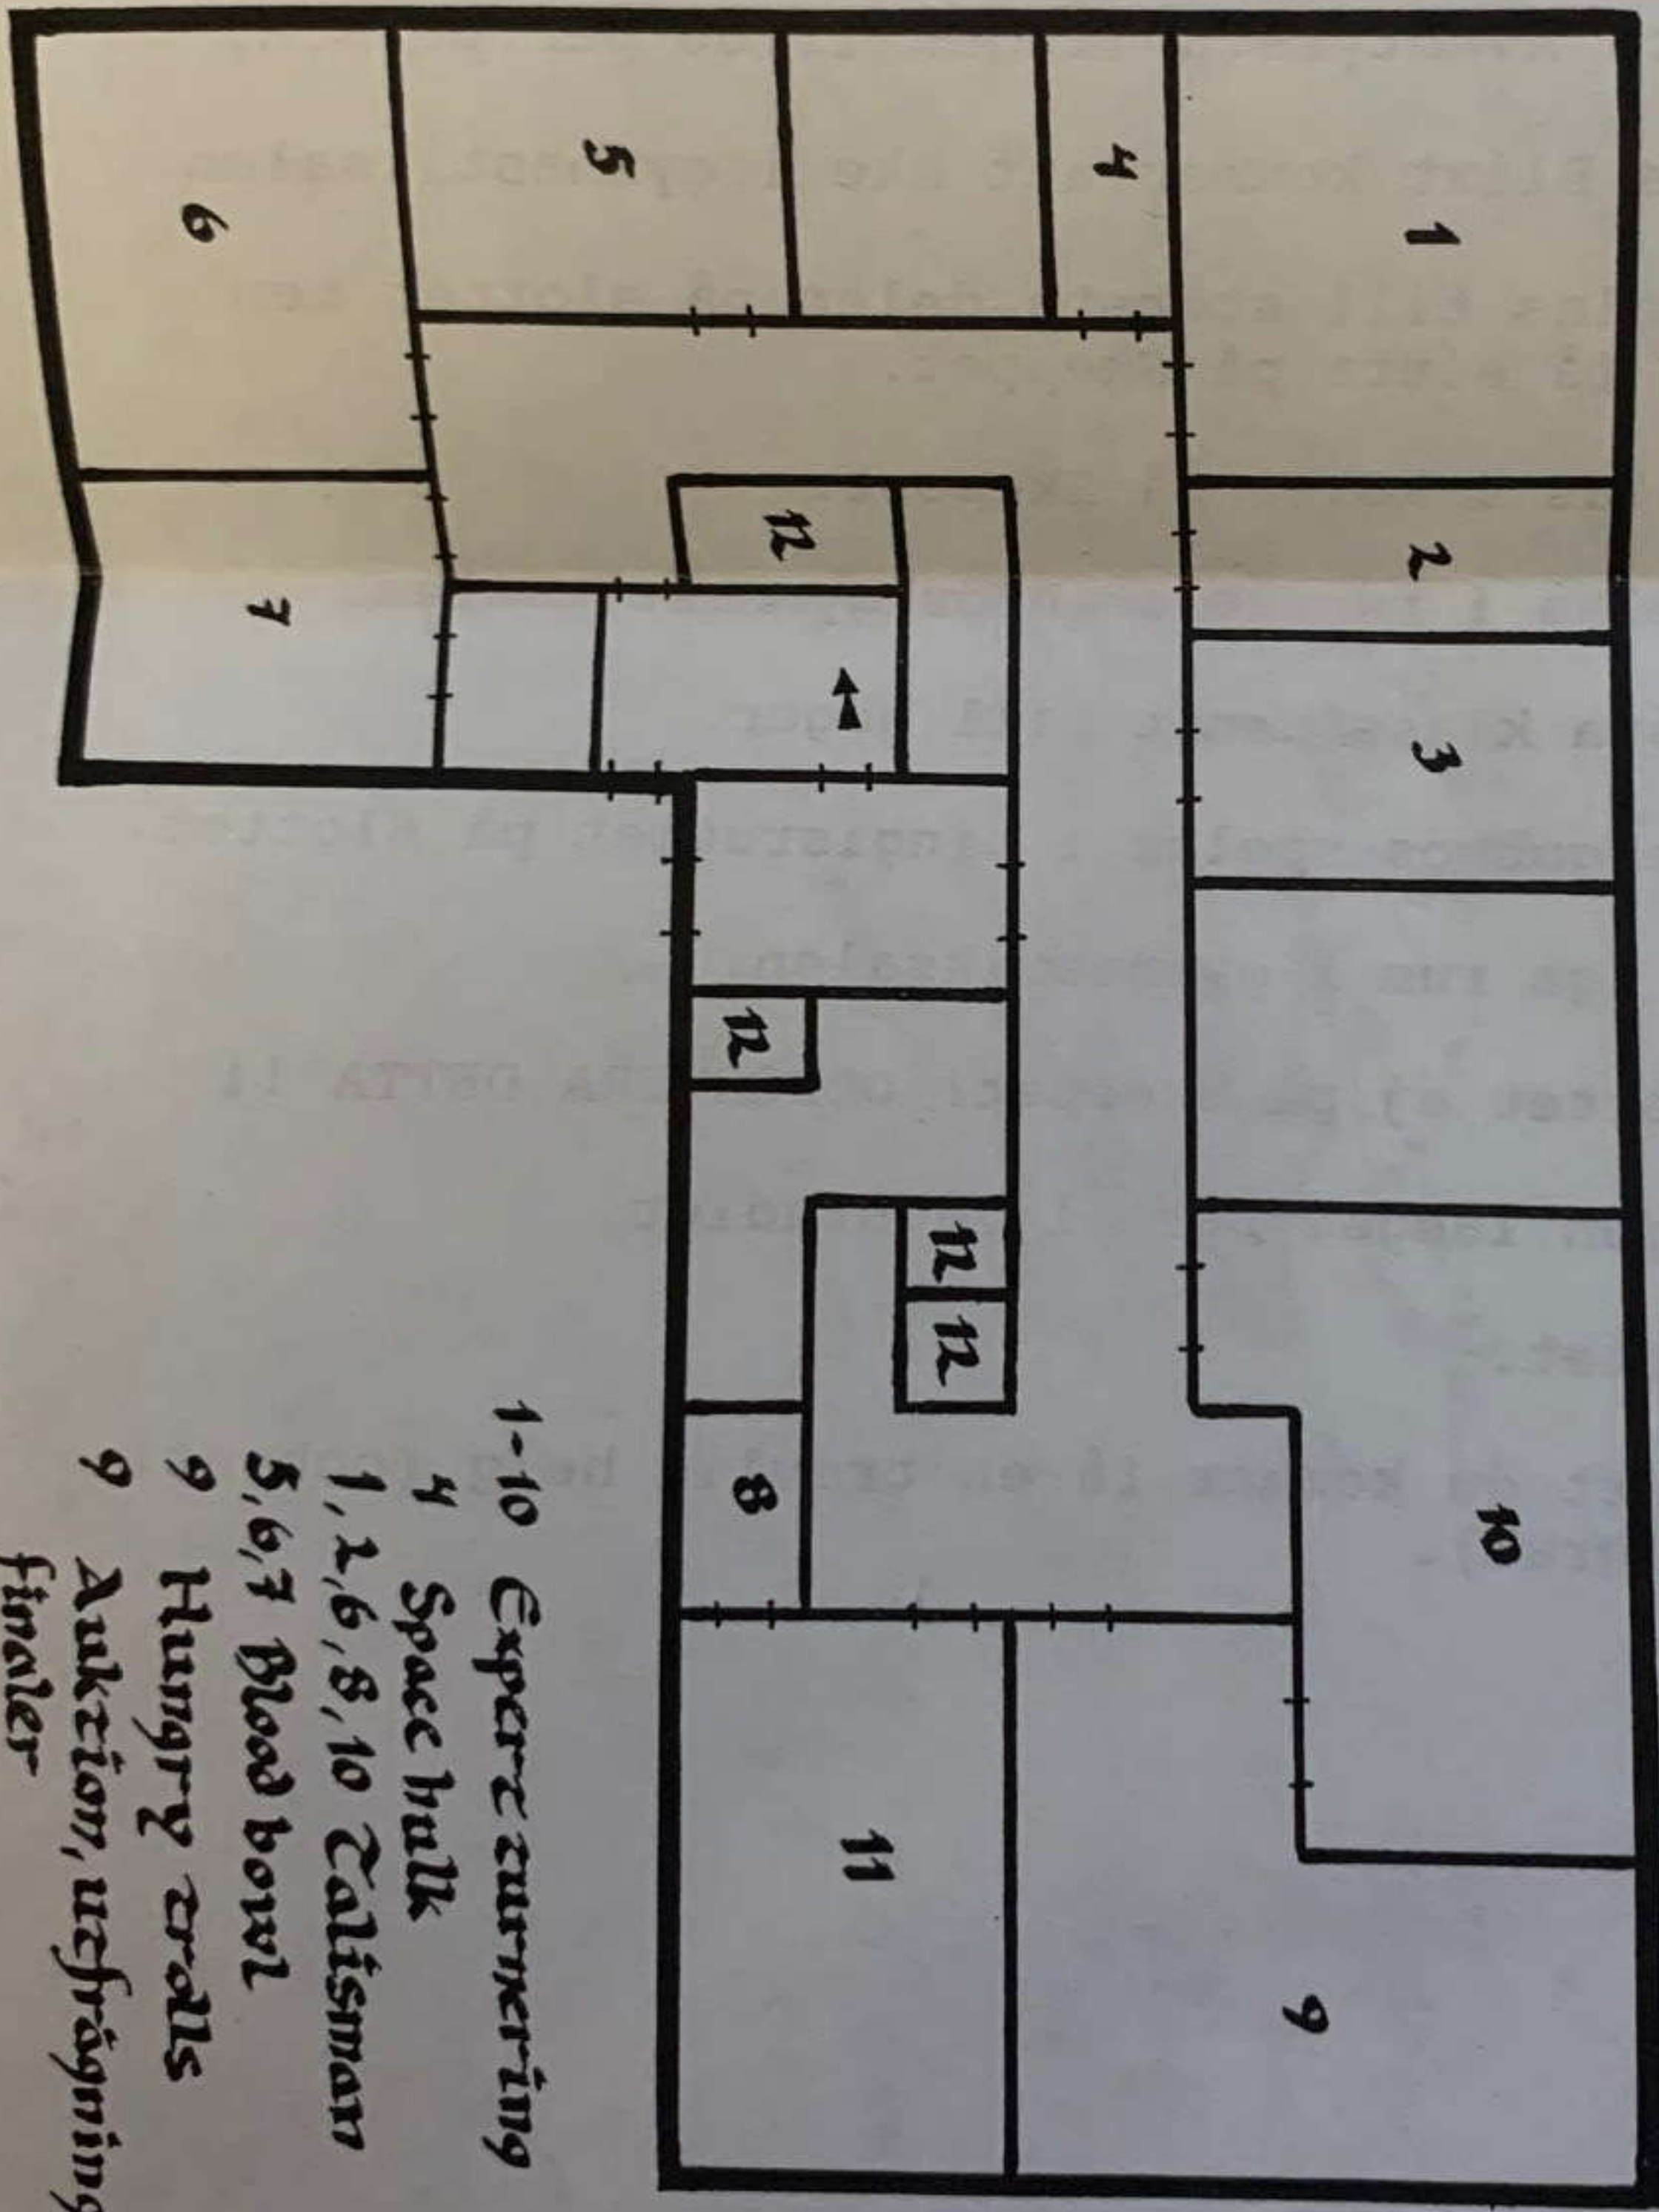 10
1
2
3
9
4
12
12
11
12
12
8
5
6
7
1-10 Expertturnering
4 Space hulk
1,2,6,8,10 Talisman
5,6,7 Blood bowl
9 Hungry trolls
9 Auktion, utfrågning
finaler